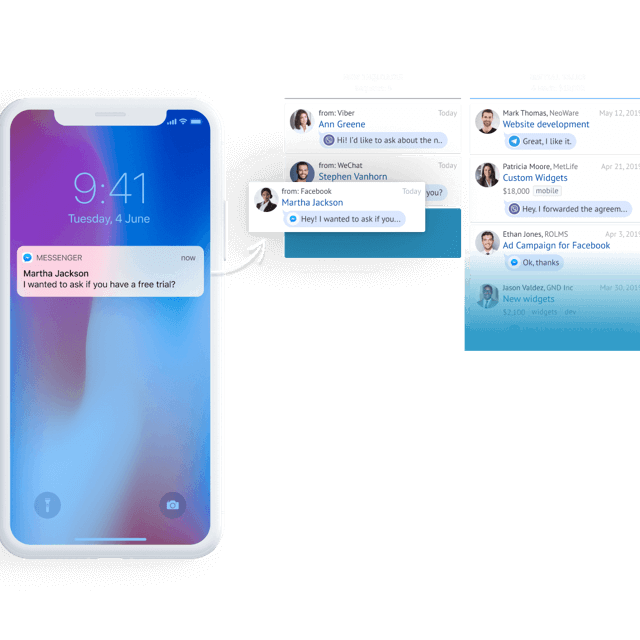 9:41
Tuesday, 4 June
MESSENGER
now
Martha Jackson
I wanted to ask if you have a free trial?
from: Viber
Today
Ann Greene
Hi! I'd like to ask about the n..
from: WeChat
Today
Stephen Vanhorn
you?
from: Facebook
Today
Martha Jackson
Hey! I wanted to ask if you...
Mark Thomas, NeoWare
May 12, 2019
Website development
Great, I like it.
Patricia Moore, MetLife
Apr 21, 2019
Custom Widgets
$18,000 mobile
Hey. I forwarded the agreem...
Ethan Jones, ROLMS
Apr 3, 2019
Ad Campaign for Facebook
Ok, thanks
Jason Valdez, GND Inc
Mar 30, 2019
New widgets
$2,100 widgets dev